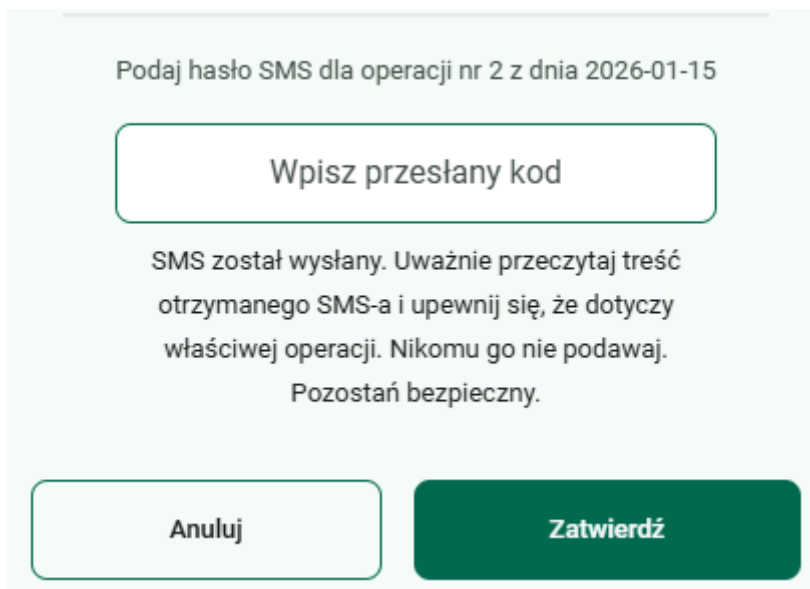 Podaj hasło SMS dla operacji nr 2 z dnia 2026-01-15
Wpisz przesłany kod
SMS został wysłany. Uważnie przeczytaj treść
otrzymanego SMS-a i upewnij się, że dotyczy
właściwej operacji. Nikomu go nie podawaj.
Pozostań bezpieczny.
Anuluj
Zatwierdź